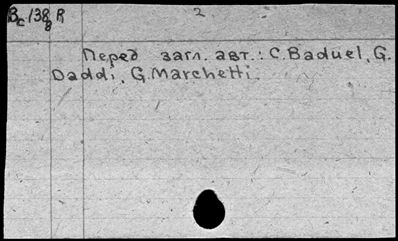 Вс 138 R 2
8
Перед загл. авт.: C. Baduel, G.
Daddi, G. Marchetti.